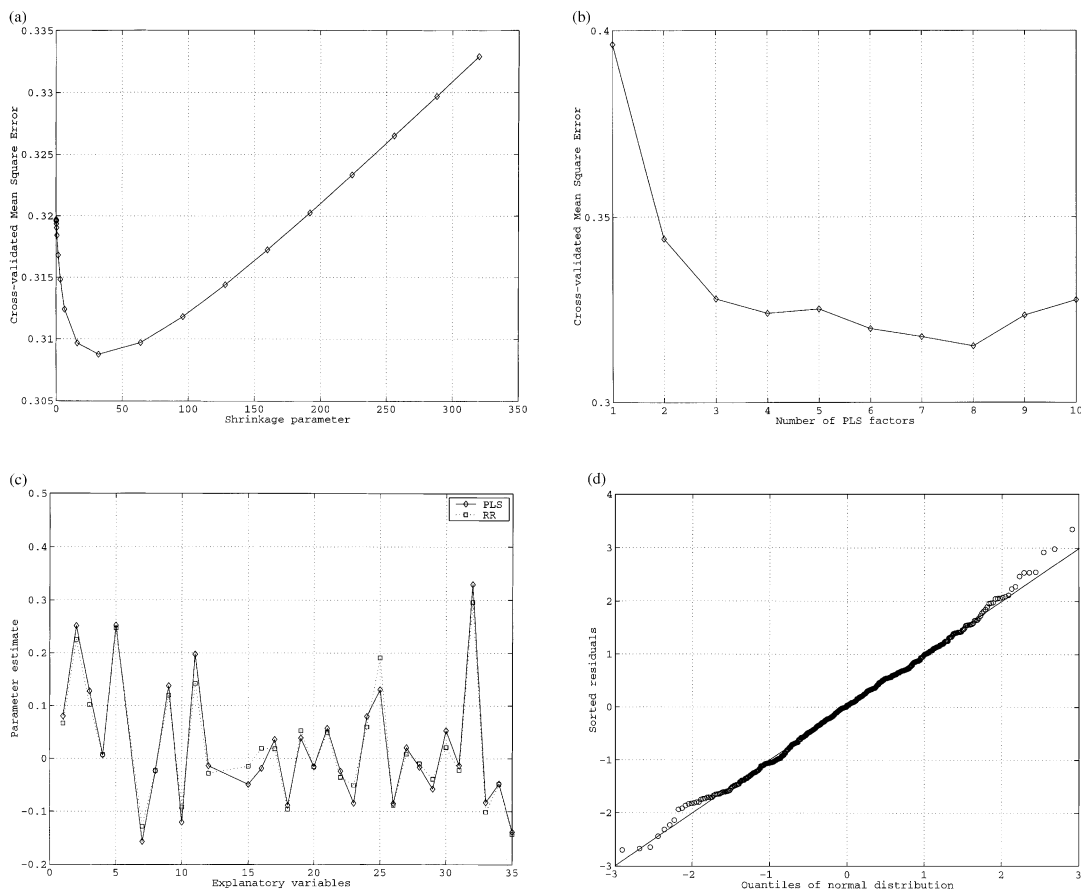 (a)
0.335
0.33
0.325
0.32
0.315
0.31
0.305
Cross-validated Mean Square Error
0 50 100 150 200 250 300 350
Shrinkage parameter
(b)
0.4
0.35
0.3
Cross-validated Mean Square Error
1 2 3 4 5 6 7 8 9 10
Number of PLS factors
(c)
0.5
0.4
0.3
0.2
0.1
0
-0.1
-0.2
Parameter estimate
PLS
RR
0 5 10 15 20 25 30 35
Explanatory variables
(d)
4
3
2
1
0
-1
-2
-3
Sorted residuals
-3 -2 -1 0 1 2 3
Quantiles of normal distribution